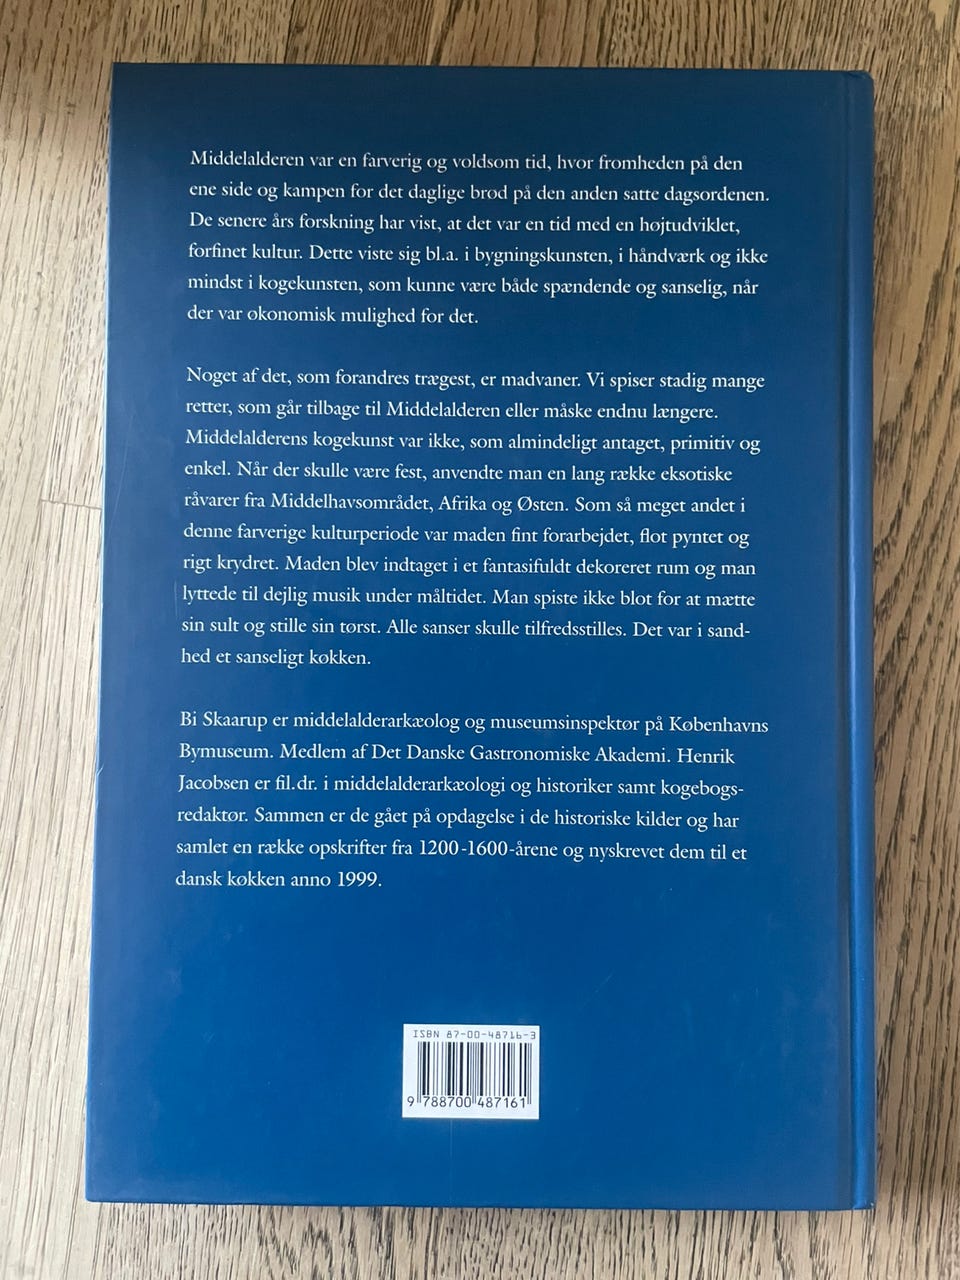 Middelalderen var en farverig og voldsom tid, hvor fromheden på den
ene side og kampen for det daglige brød på den anden satte dagsordenen.
De senere års forskning har vist, at det var en tid med en højtudviklet,
forfinet kultur. Dette viste sig bl.a. i bygningskunsten, i håndværk og ikke
mindst i kogekunsten, som kunne være både spændende og sanselig, når
der var økonomisk mulighed for det.
Noget af det, som forandres trægest, er madvaner. Vi spiser stadig mange
retter, som går tilbage til Middelalderen eller måske endnu længere.
Middelalderens kogekunst var ikke, som almindeligt antaget, primitiv og
enkel. Når der skulle være fest, anvendte man en lang række eksotiske
råvarer fra Middelhavsområdet, Afrika og Østen. Som så meget andet i
denne farverige kulturperiode var maden fint forarbejdet, flot pyntet og
rigt krydret. Maden blev indtaget i et fantasifuldt dekoreret rum og man
lyttede til dejlig musik under måltidet. Man spiste ikke blot for at mætte
sin sult og stille sin tørst. Alle sanser skulle tilfredsstilles. Det var i sand-
hed et sanseligt køkken.
Bi Skaarup er middelalderarkæolog og museumsinspektør på Københavns
Bymuseum. Medlem af Det Danske Gastronomiske Akademi. Henrik
Jacobsen er fil.dr. i middelalderarkæologi og historiker samt kogebogs-
redaktør. Sammen er de gået på opdagelse i de historiske kilder og har
samlet en række opskrifter fra 1200-1600-årene og nyskrevet dem til et
dansk køkken anno 1999.
ISBN 87-00-48716-3
9 788700 487161